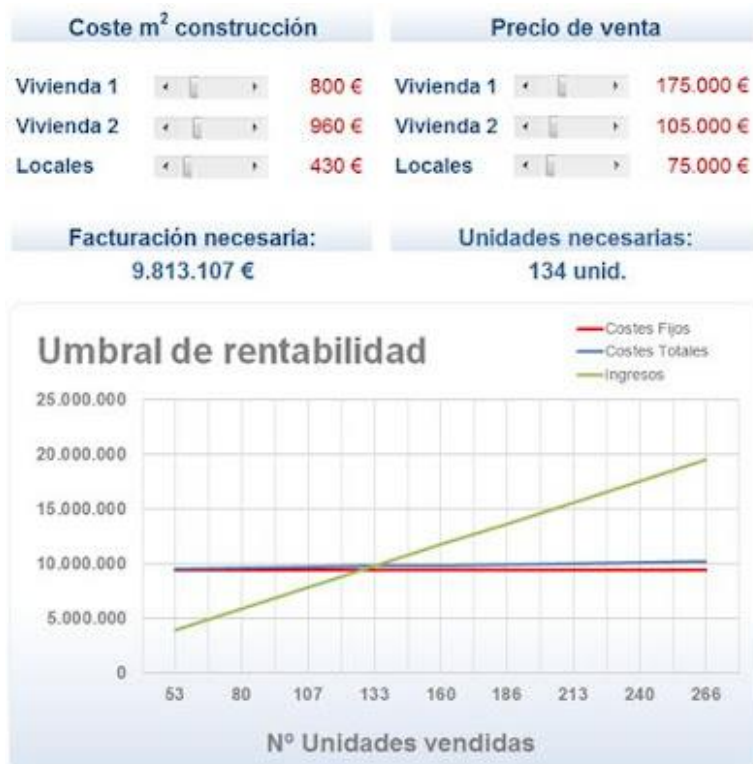 Coste m² construcción
Precio de venta
Vivienda 1 800 € Vivienda 1 175.000 €
Vivienda 2 960 € Vivienda 2 105.000 €
Locales 430 € Locales 75.000 €
Facturación necesaria: Unidades necesarias:
9.813.107 € 134 unid.
Umbral de rentabilidad
Costes Fijos
Costes Totales
Ingresos
25.000.000
20.000.000
15.000.000
10.000.000
5.000.000
0
53 80 107 133 160 186 213 240 266
Nº Unidades vendidas